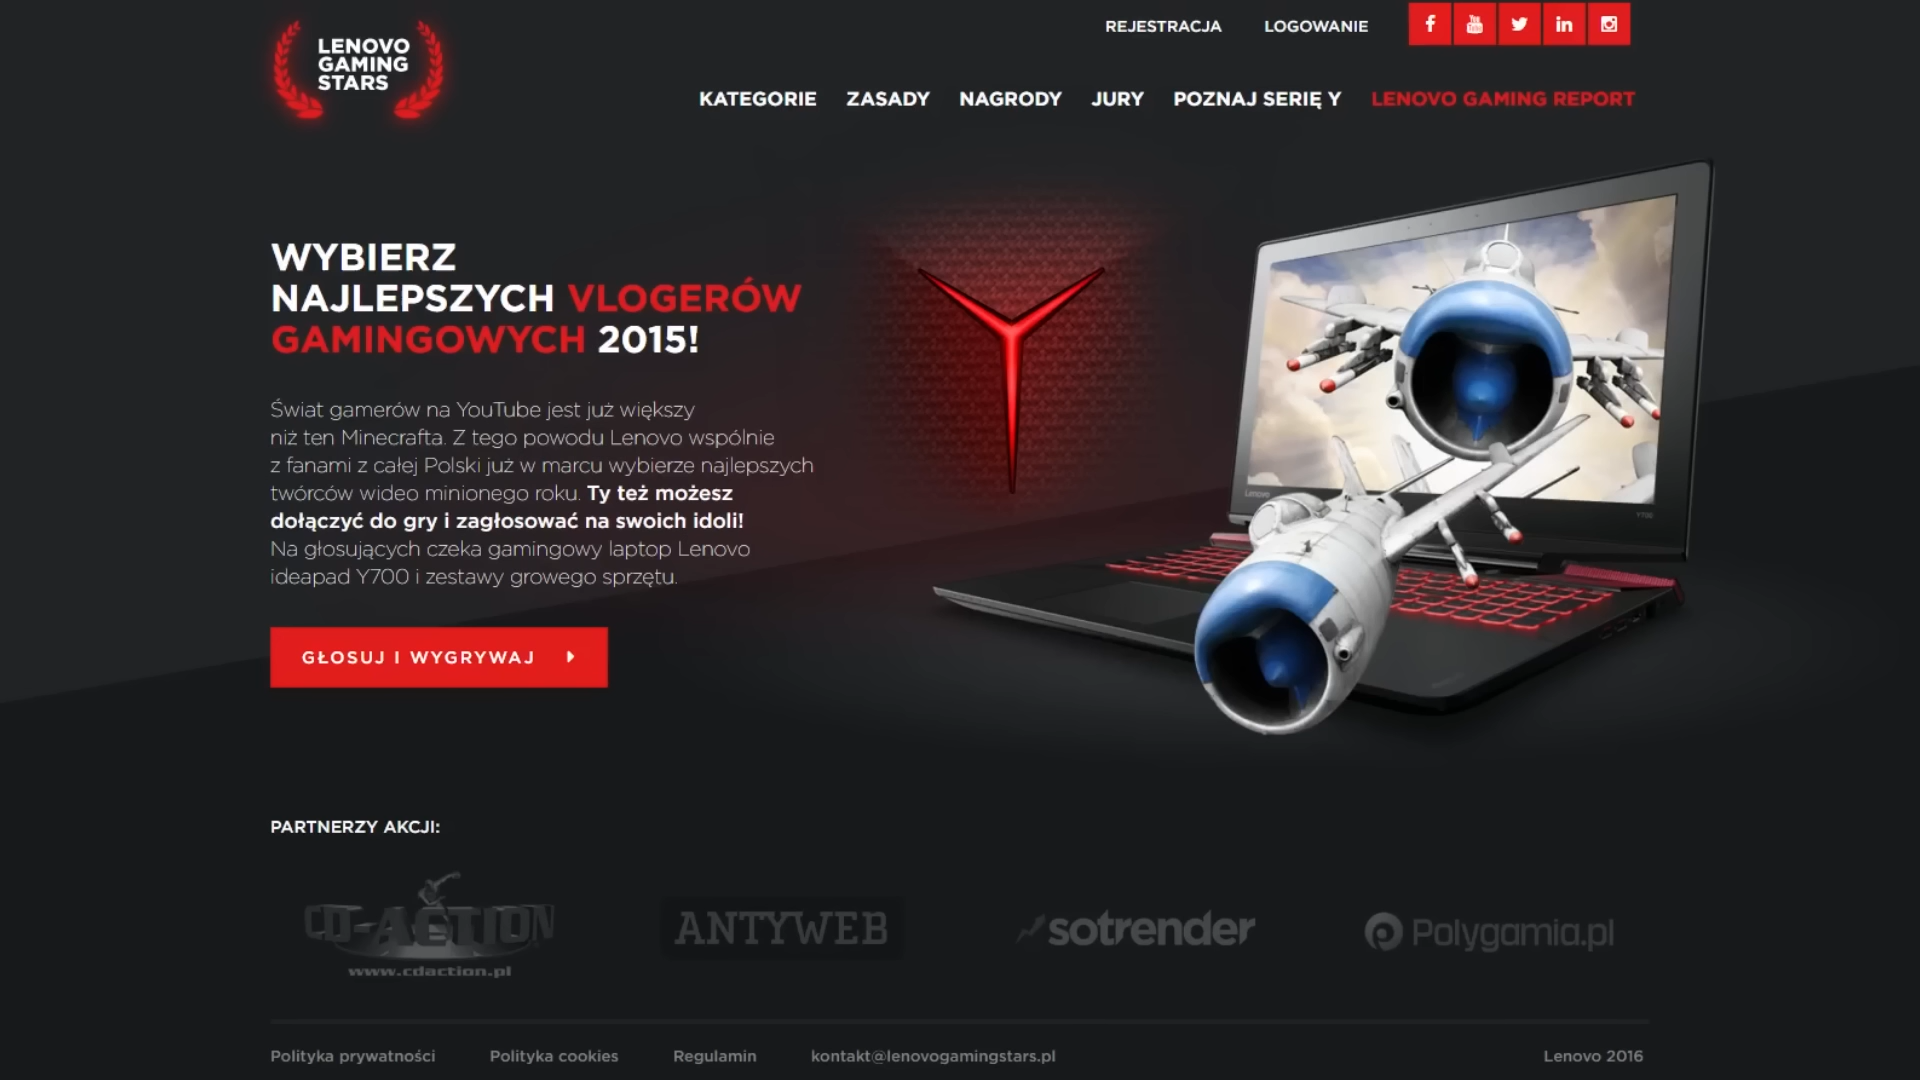 LENOVO
GAMING
STARS
REJESTRACJA LOGOWANIE
KATEGORIE ZASADY NAGRODY JURY POZNAJ SERIĘ Y LENOVO GAMING REPORT
WYBIERZ
NAJLEPSZYCH VLOGERÓW
GAMINGOWYCH 2015!
Świat gamerów na YouTube jest już większy
niż ten Minecrafta. Z tego powodu Lenovo wspólnie
z fanami z całej Polski już w marcu wybierze najlepszych
twórców wideo minionego roku. Ty też możesz
dołączyć do gry i zagłosować na swoich idoli!
Na głosujących czeka gamingowy laptop Lenovo
ideapad Y700 i zestawy growego sprzętu.
Lenovo
Y700
GŁOSUJ I WYGRYWAJ
PARTNERZY AKCJI:
CD-ACTION
www.cdaction.pl
ANTYWEB
sotrender
Polygamia.pl
Polityka prywatności Polityka cookies Regulamin kontakt@lenovogamingstars.pl Lenovo 2016